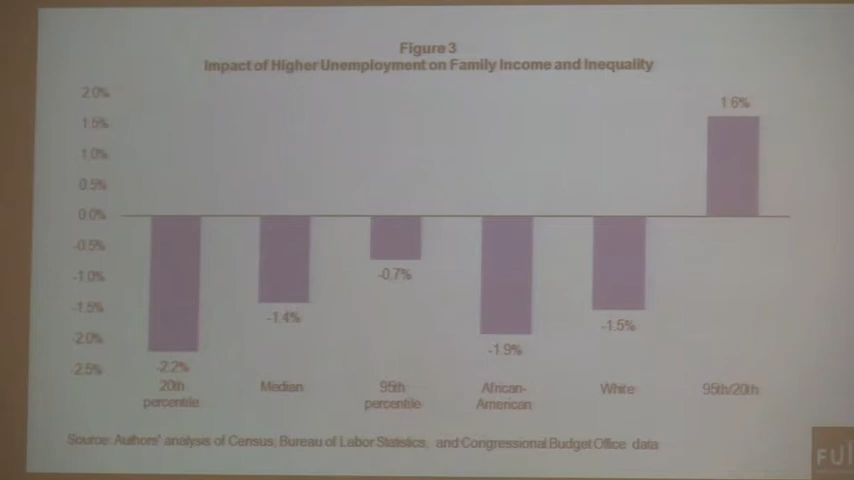 Figure 3
Impact of Higher Unemployment on Family Income and Inequality
2.0%
1.5%
1.0%
0.5%
0.0%
-0.5%
-1.0%
-1.5%
-2.0%
-2.5%
1.6%
-0.7%
-1.4%
-1.5%
-1.9%
-2.2%
20th
percentile
Median
95th
percentile
African-
American
White
95th/20th
Source: Authors' analysis of Census, Bureau of Labor Statistics, and Congressional Budget Office data